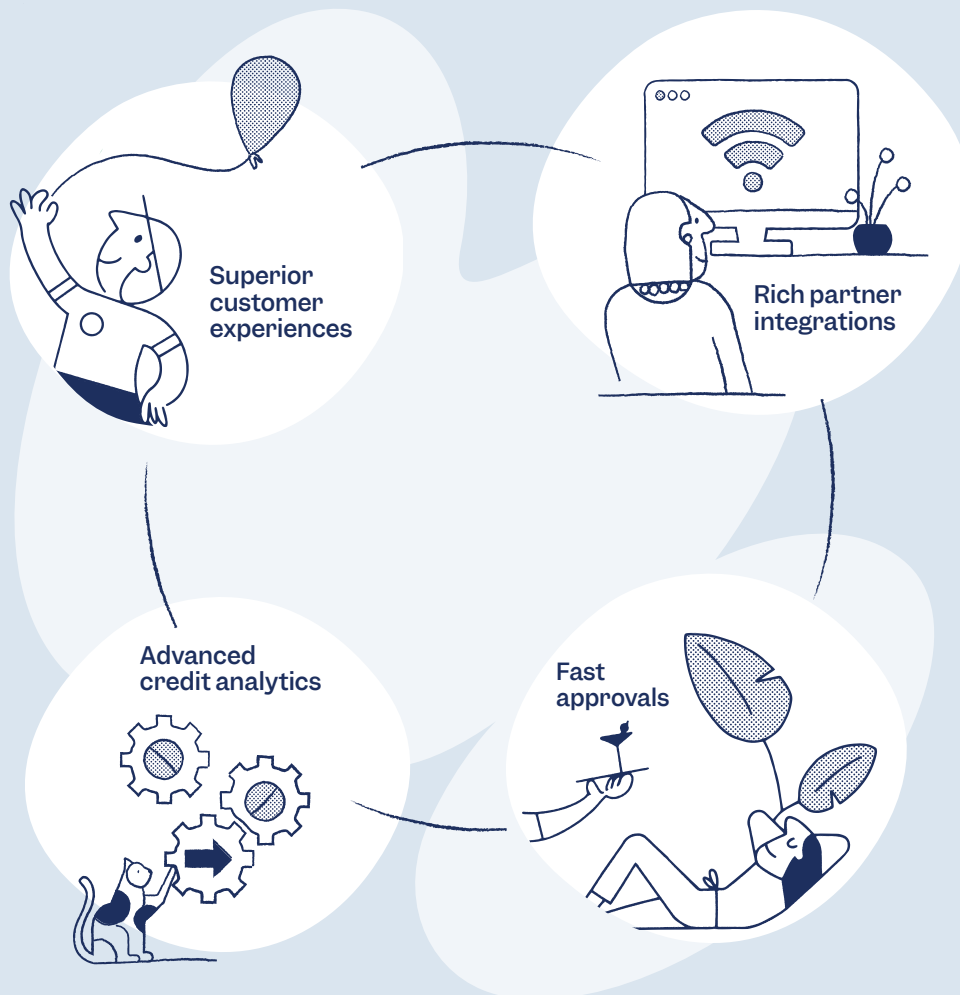 Superior
customer
experiences
Rich partner
integrations
Advanced
credit analytics
Fast
approvals